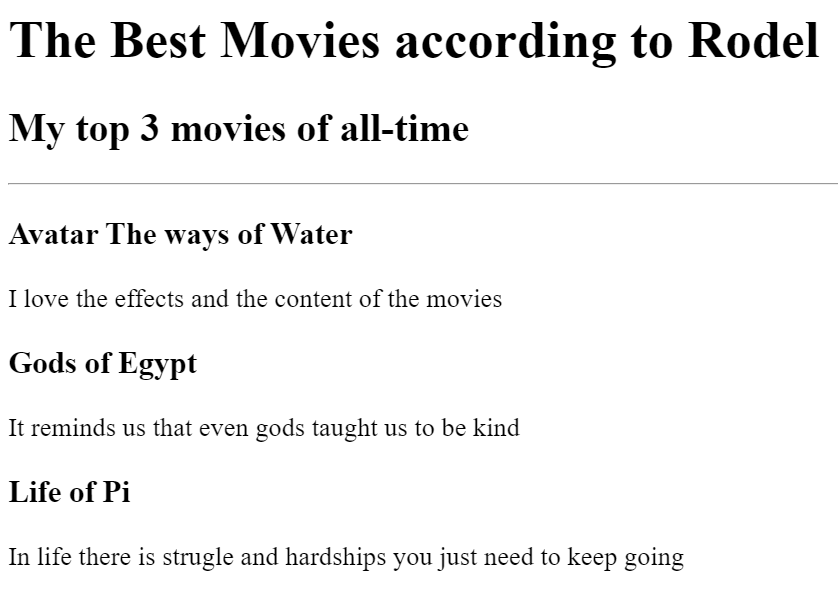 The Best Movies according to Rodel
My top 3 movies of all-time
Avatar The ways of Water
I love the effects and the content of the movies
Gods of Egypt
It reminds us that even gods taught us to be kind
Life of Pi
In life there is strugle and hardships you just need to keep going